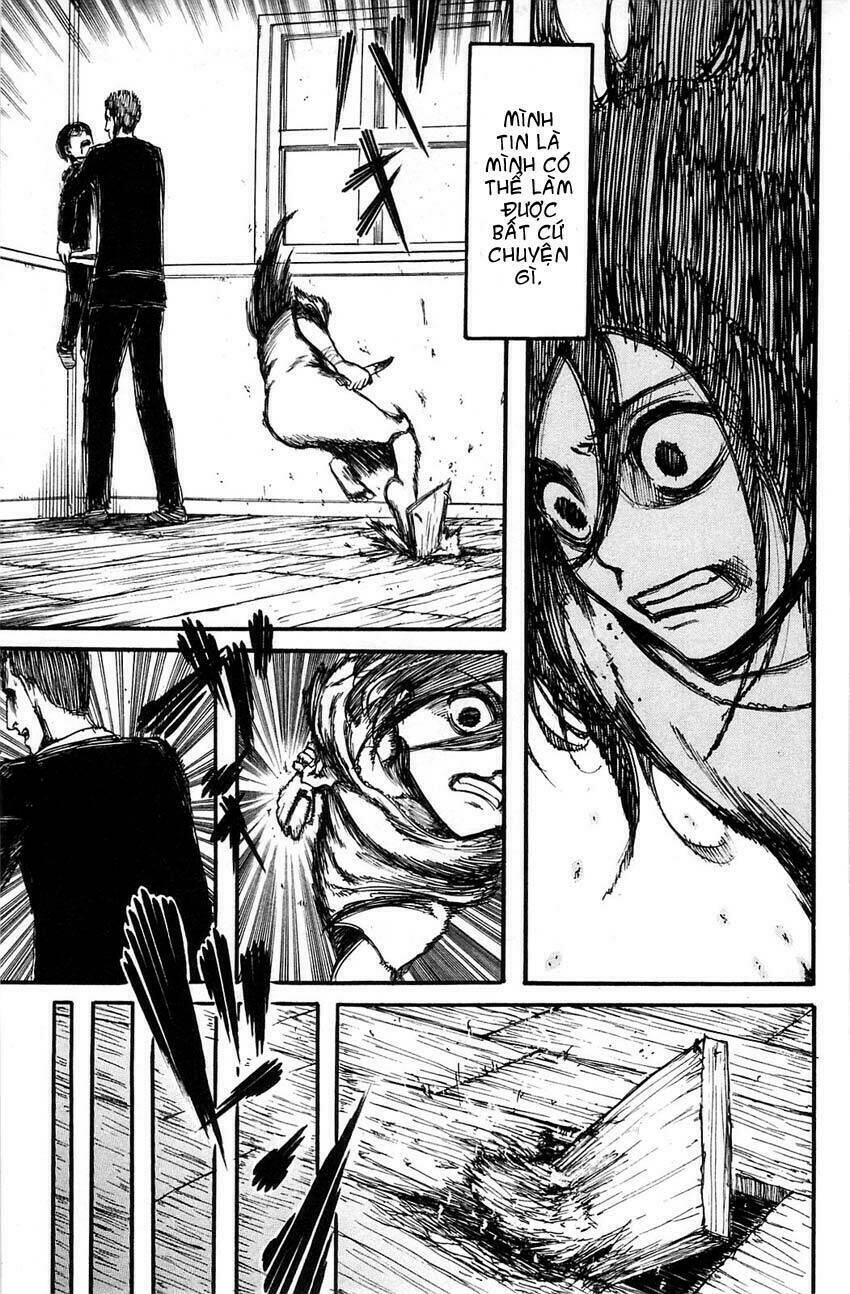 MÌNH
TIN LÀ
MÌNH CÓ
THỂ LÀM
ĐƯỢC
BẤT CỨ
CHUYỆN
GÌ.